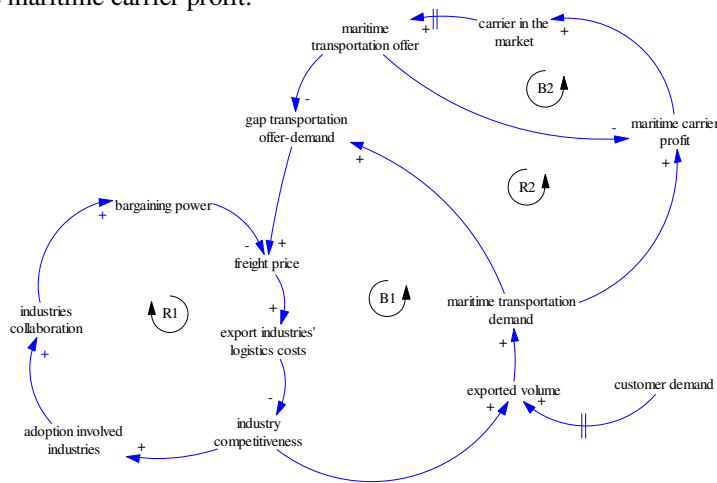 maritime carrier profit.
maritime
transportation offer
carrier in the
market
+
+
B2
-
gap transportation
offer-demand
-
maritime carrier
profit
+
+
R2
bargaining power
+
-
+
freight price
B1
maritime transportation
demand
industries
collaboration
R1
+
export industries'
logistics costs
+
+
-
exported volume
customer demand
+
+
adoption involved
industries
+
industry
competitiveness